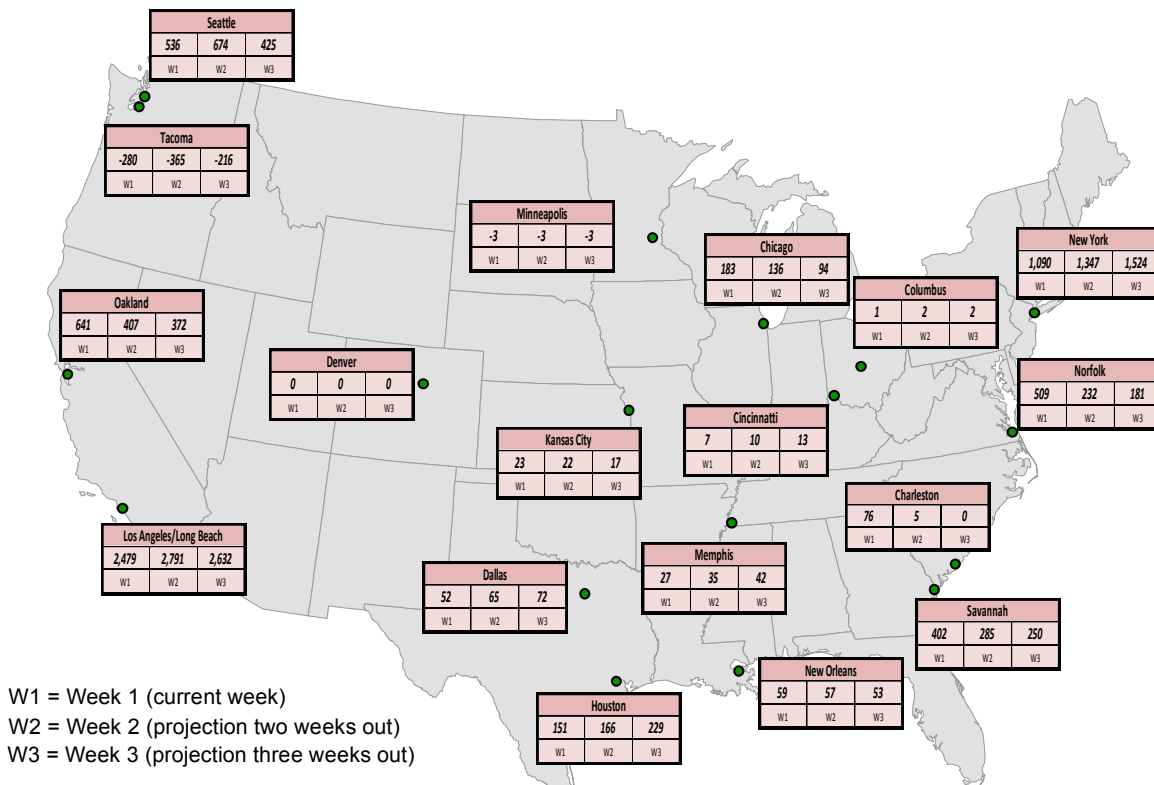 Seattle
536 674 425
W1 W2 W3
Tacoma
-280 -365 -216
W1 W2 W3
Minneapolis
-3 -3 -3
W1 W2 W3
Chicago
183 136 94
W1 W2 W3
New York
1,090 1,347 1,524
W1 W2 W3
Columbus
1 2 2
W1 W2 W3
Oakland
641 407 372
W1 W2 W3
Denver
0 0 0
W1 W2 W3
Norfolk
509 232 181
W1 W2 W3
Cincinnatti
7 10 13
W1 W2 W3
Kansas City
23 22 17
W1 W2 W3
Charleston
76 5 0
W1 W2 W3
Los Angeles/Long Beach
2,479 2,791 2,632
W1 W2 W3
Memphis
27 35 42
W1 W2 W3
Dallas
52 65 72
W1 W2 W3
Savannah
402 285 250
W1 W2 W3
New Orleans
59 57 53
W1 W2 W3
Houston
151 166 229
W1 W2 W3
W1 = Week 1 (current week)
W2 = Week 2 (projection two weeks out)
W3 = Week 3 (projection three weeks out)